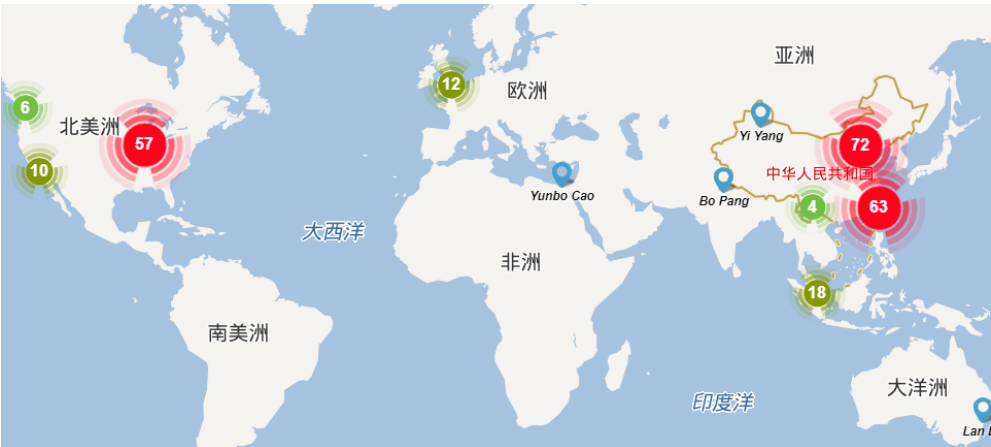 亚洲
12
欧洲
6
Yi Yang
北美洲
57
72
10
中华人民共和国
Yunbo Cao
Bo Pang
4
63
大西洋
非洲
18
南美洲
大洋洲
印度洋
Lan